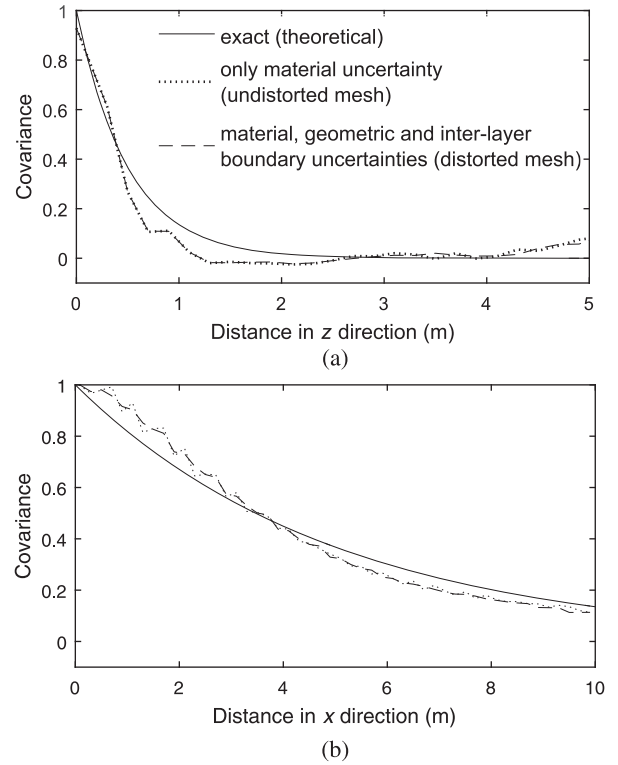 1
exact (theoretical)
0.8
only material uncertainty
(undistorted mesh)
0.6
material, geometric and inter-layer
boundary uncertainties (distorted mesh)
0.4
0.2
0
Covariance
0 1 2 3 4 5
Distance in z direction (m)
(a)
1
0.8
0.6
0.4
0.2
0
Covariance
0 2 4 6 8 10
Distance in x direction (m)
(b)